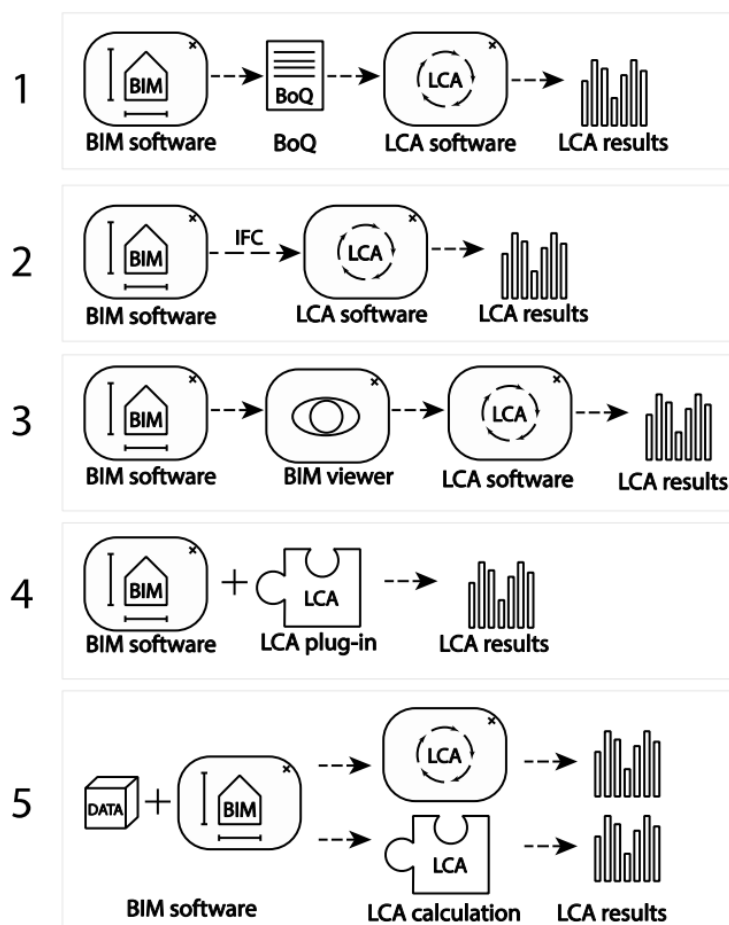 1
BIM
BoQ
LCA
BIM software
BoQ
LCA software
LCA results
2
BIM
IFC
LCA
BIM software
LCA software
LCA results
3
BIM
LCA
BIM software
BIM viewer
LCA software
LCA results
4
BIM
LCA
BIM software
LCA plug-in
LCA results
5
DATA
BIM
LCA
LCA
BIM software
LCA calculation
LCA results